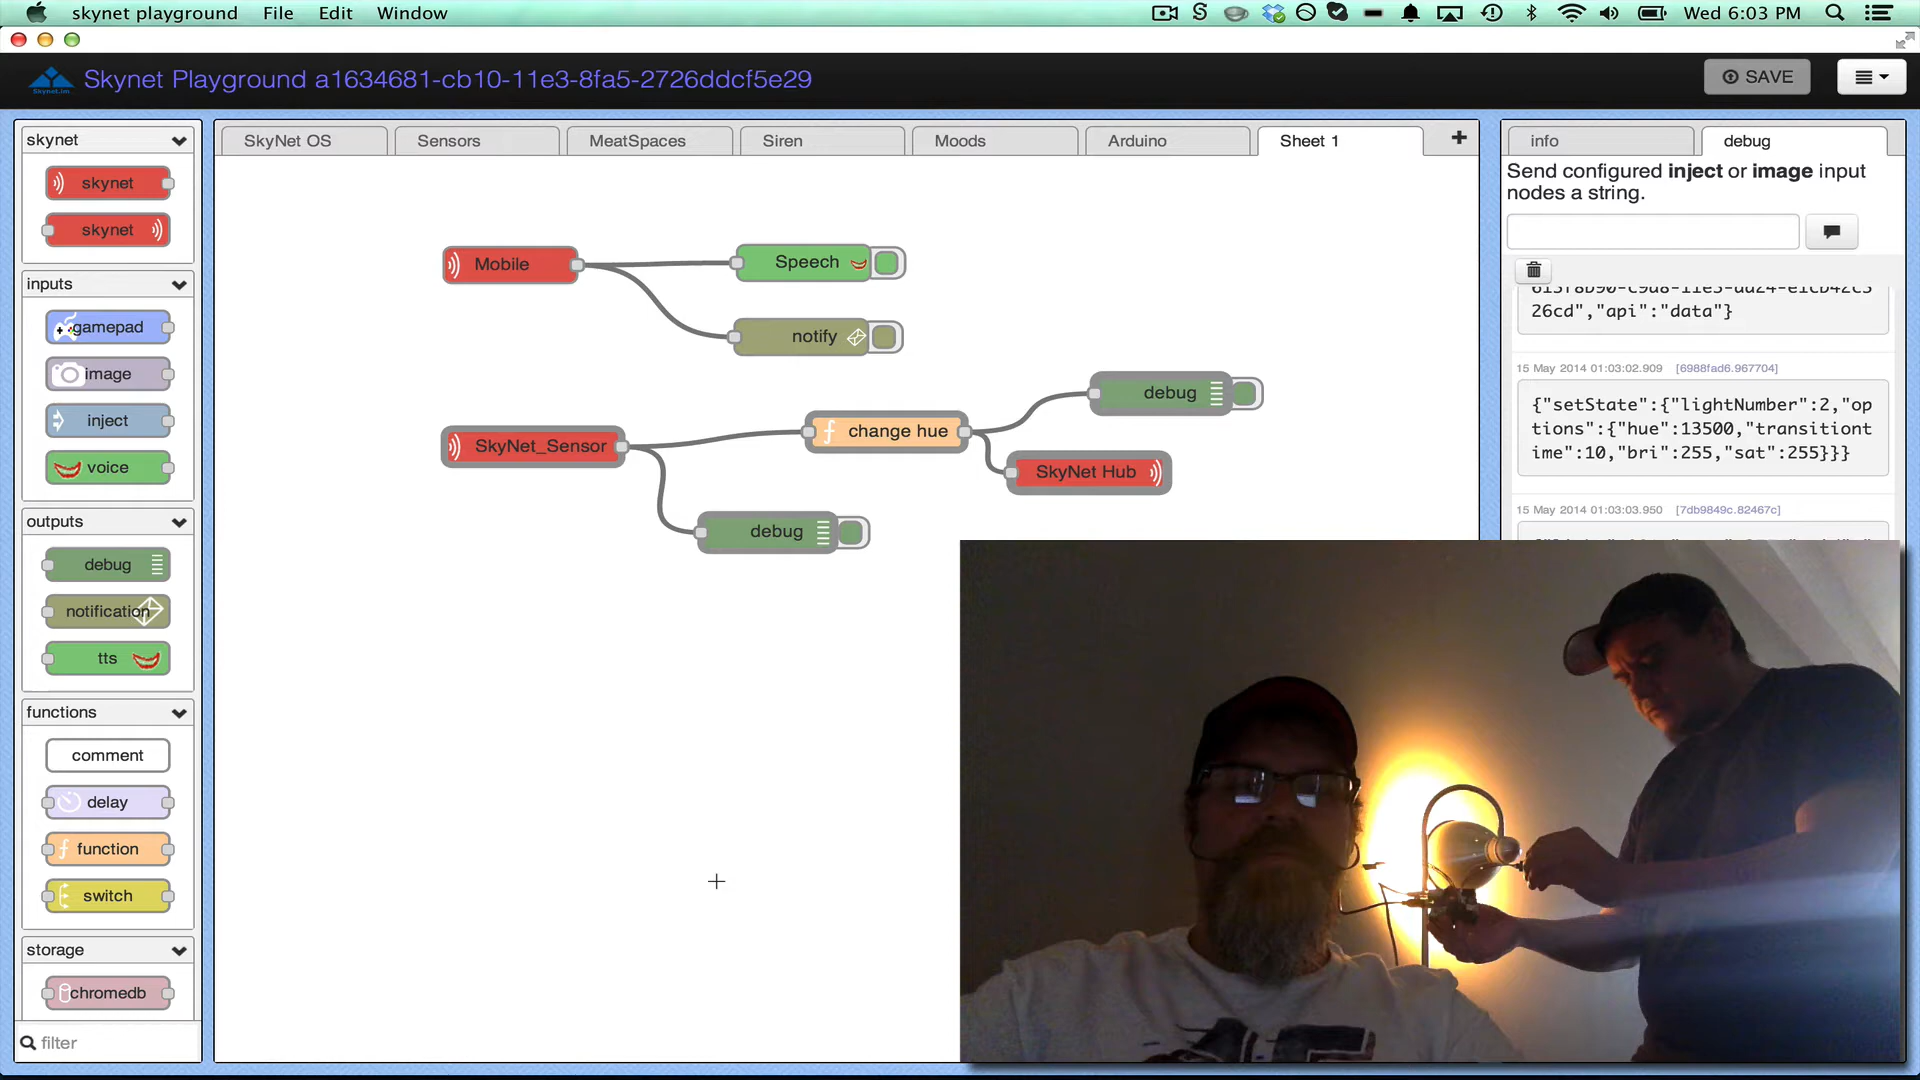 skynet playground File Edit Window Wed 6:03 PM
Skynet.im Skynet Playground a1634681-cb10-11e3-8fa5-2726ddcf5e29 SAVE
skynet
skynet
skynet
inputs
gamepad
image
inject
voice
outputs
debug
notification
tts
functions
comment
delay
function
switch
storage
chromedb
filter
SkyNet OS Sensors MeatSpaces Siren Moods Arduino Sheet 1
Mobile
Speech
notify
debug
change hue
SkyNet_Sensor
SkyNet Hub
debug
info debug
Send configured inject or image input
nodes a string.
26cd","api":"data"}
15 May 2014 01:03:02.909 [6988fad6.967704]
{"setState":{"lightNumber":2,"op
tions":{"hue":13500,"transitiont
ime":10,"bri":255,"sat":255}}}
15 May 2014 01:03:03.950 [7db9849c.82467c]